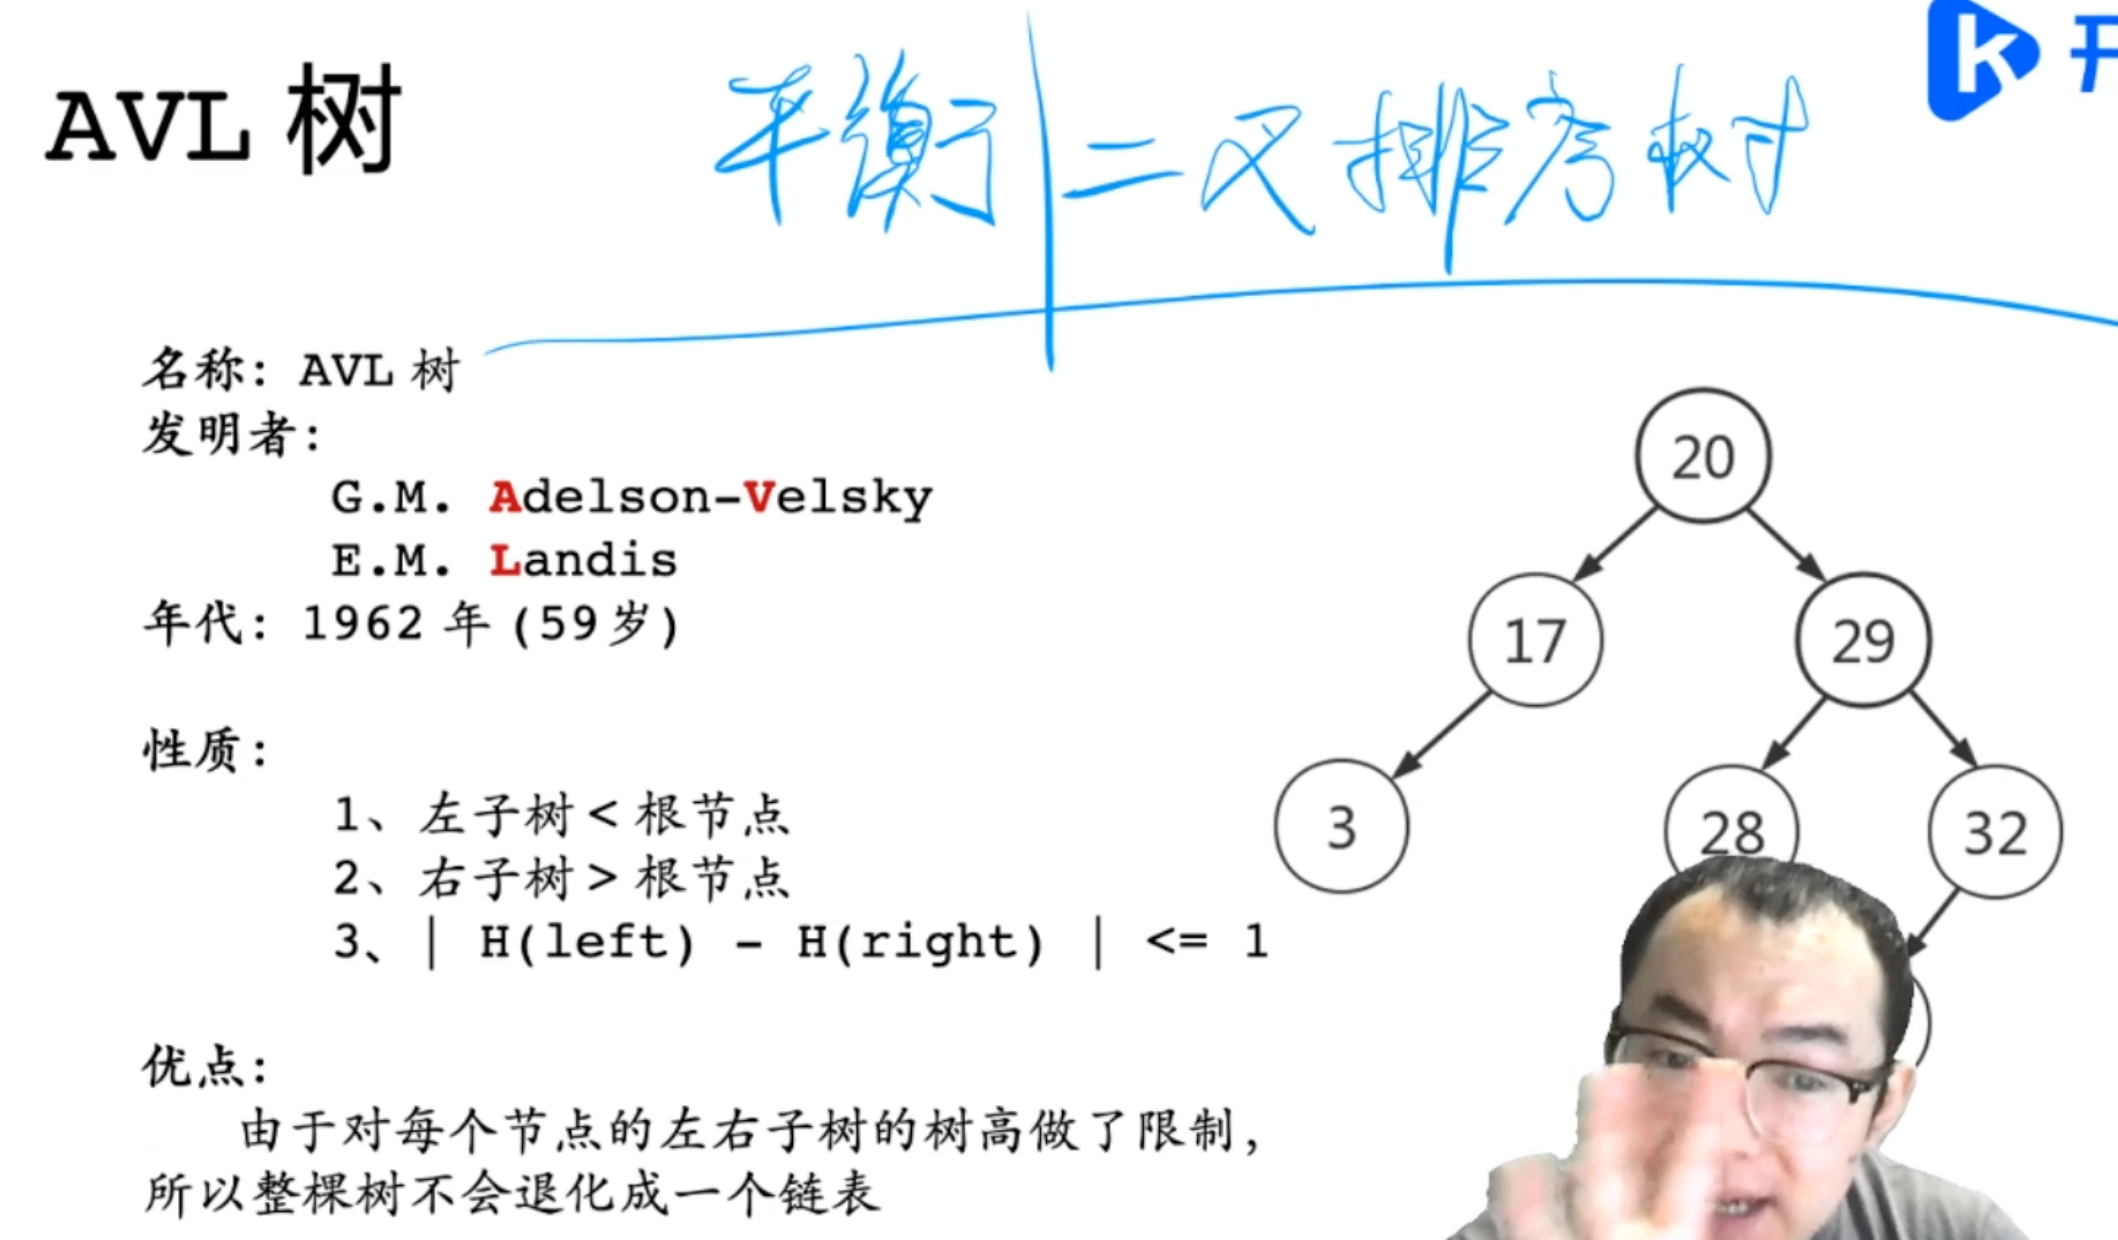 AVL 树
平衡 二叉排序树
k 开
名称：AVL 树
发明者：
G.M. Adelson-Velsky
E.M. Landis
年代：1962 年 (59岁)
性质：
1、左子树 < 根节点
2、右子树 > 根节点
3、| H(left) - H(right) | <= 1
优点：
由于对每个节点的左右子树的树高做了限制，
所以整棵树不会退化成一个链表
20
17
29
3
28
32